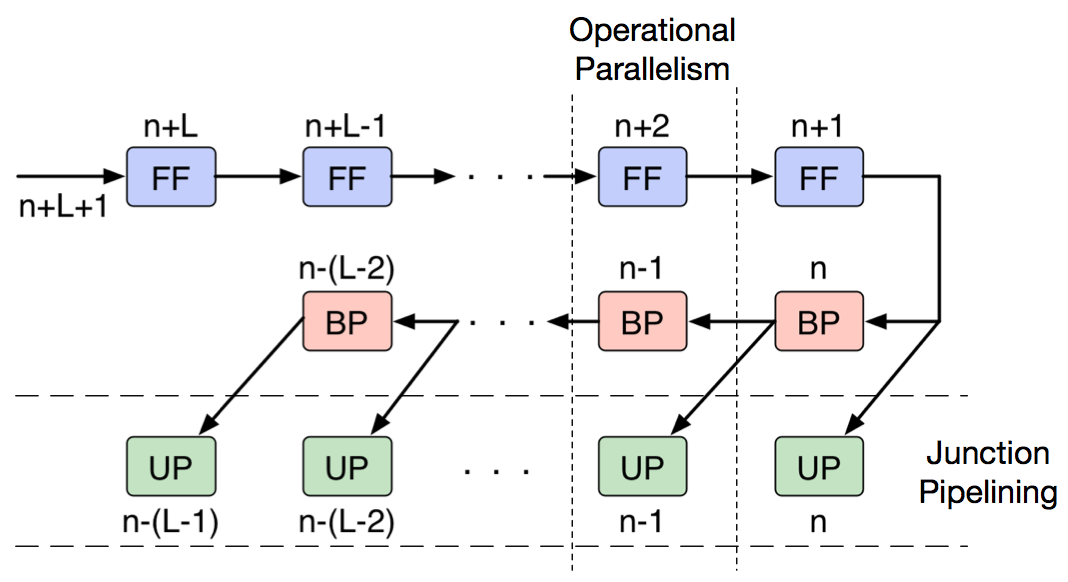 Operational
Parallelism
n+L n+L-1 n+2 n+1
FF FF . . . FF FF
n+L+1
n-(L-2) n-1 n
BP . . . BP BP
UP UP . . . UP UP
Junction
Pipelining
n-(L-1) n-(L-2) n-1 n